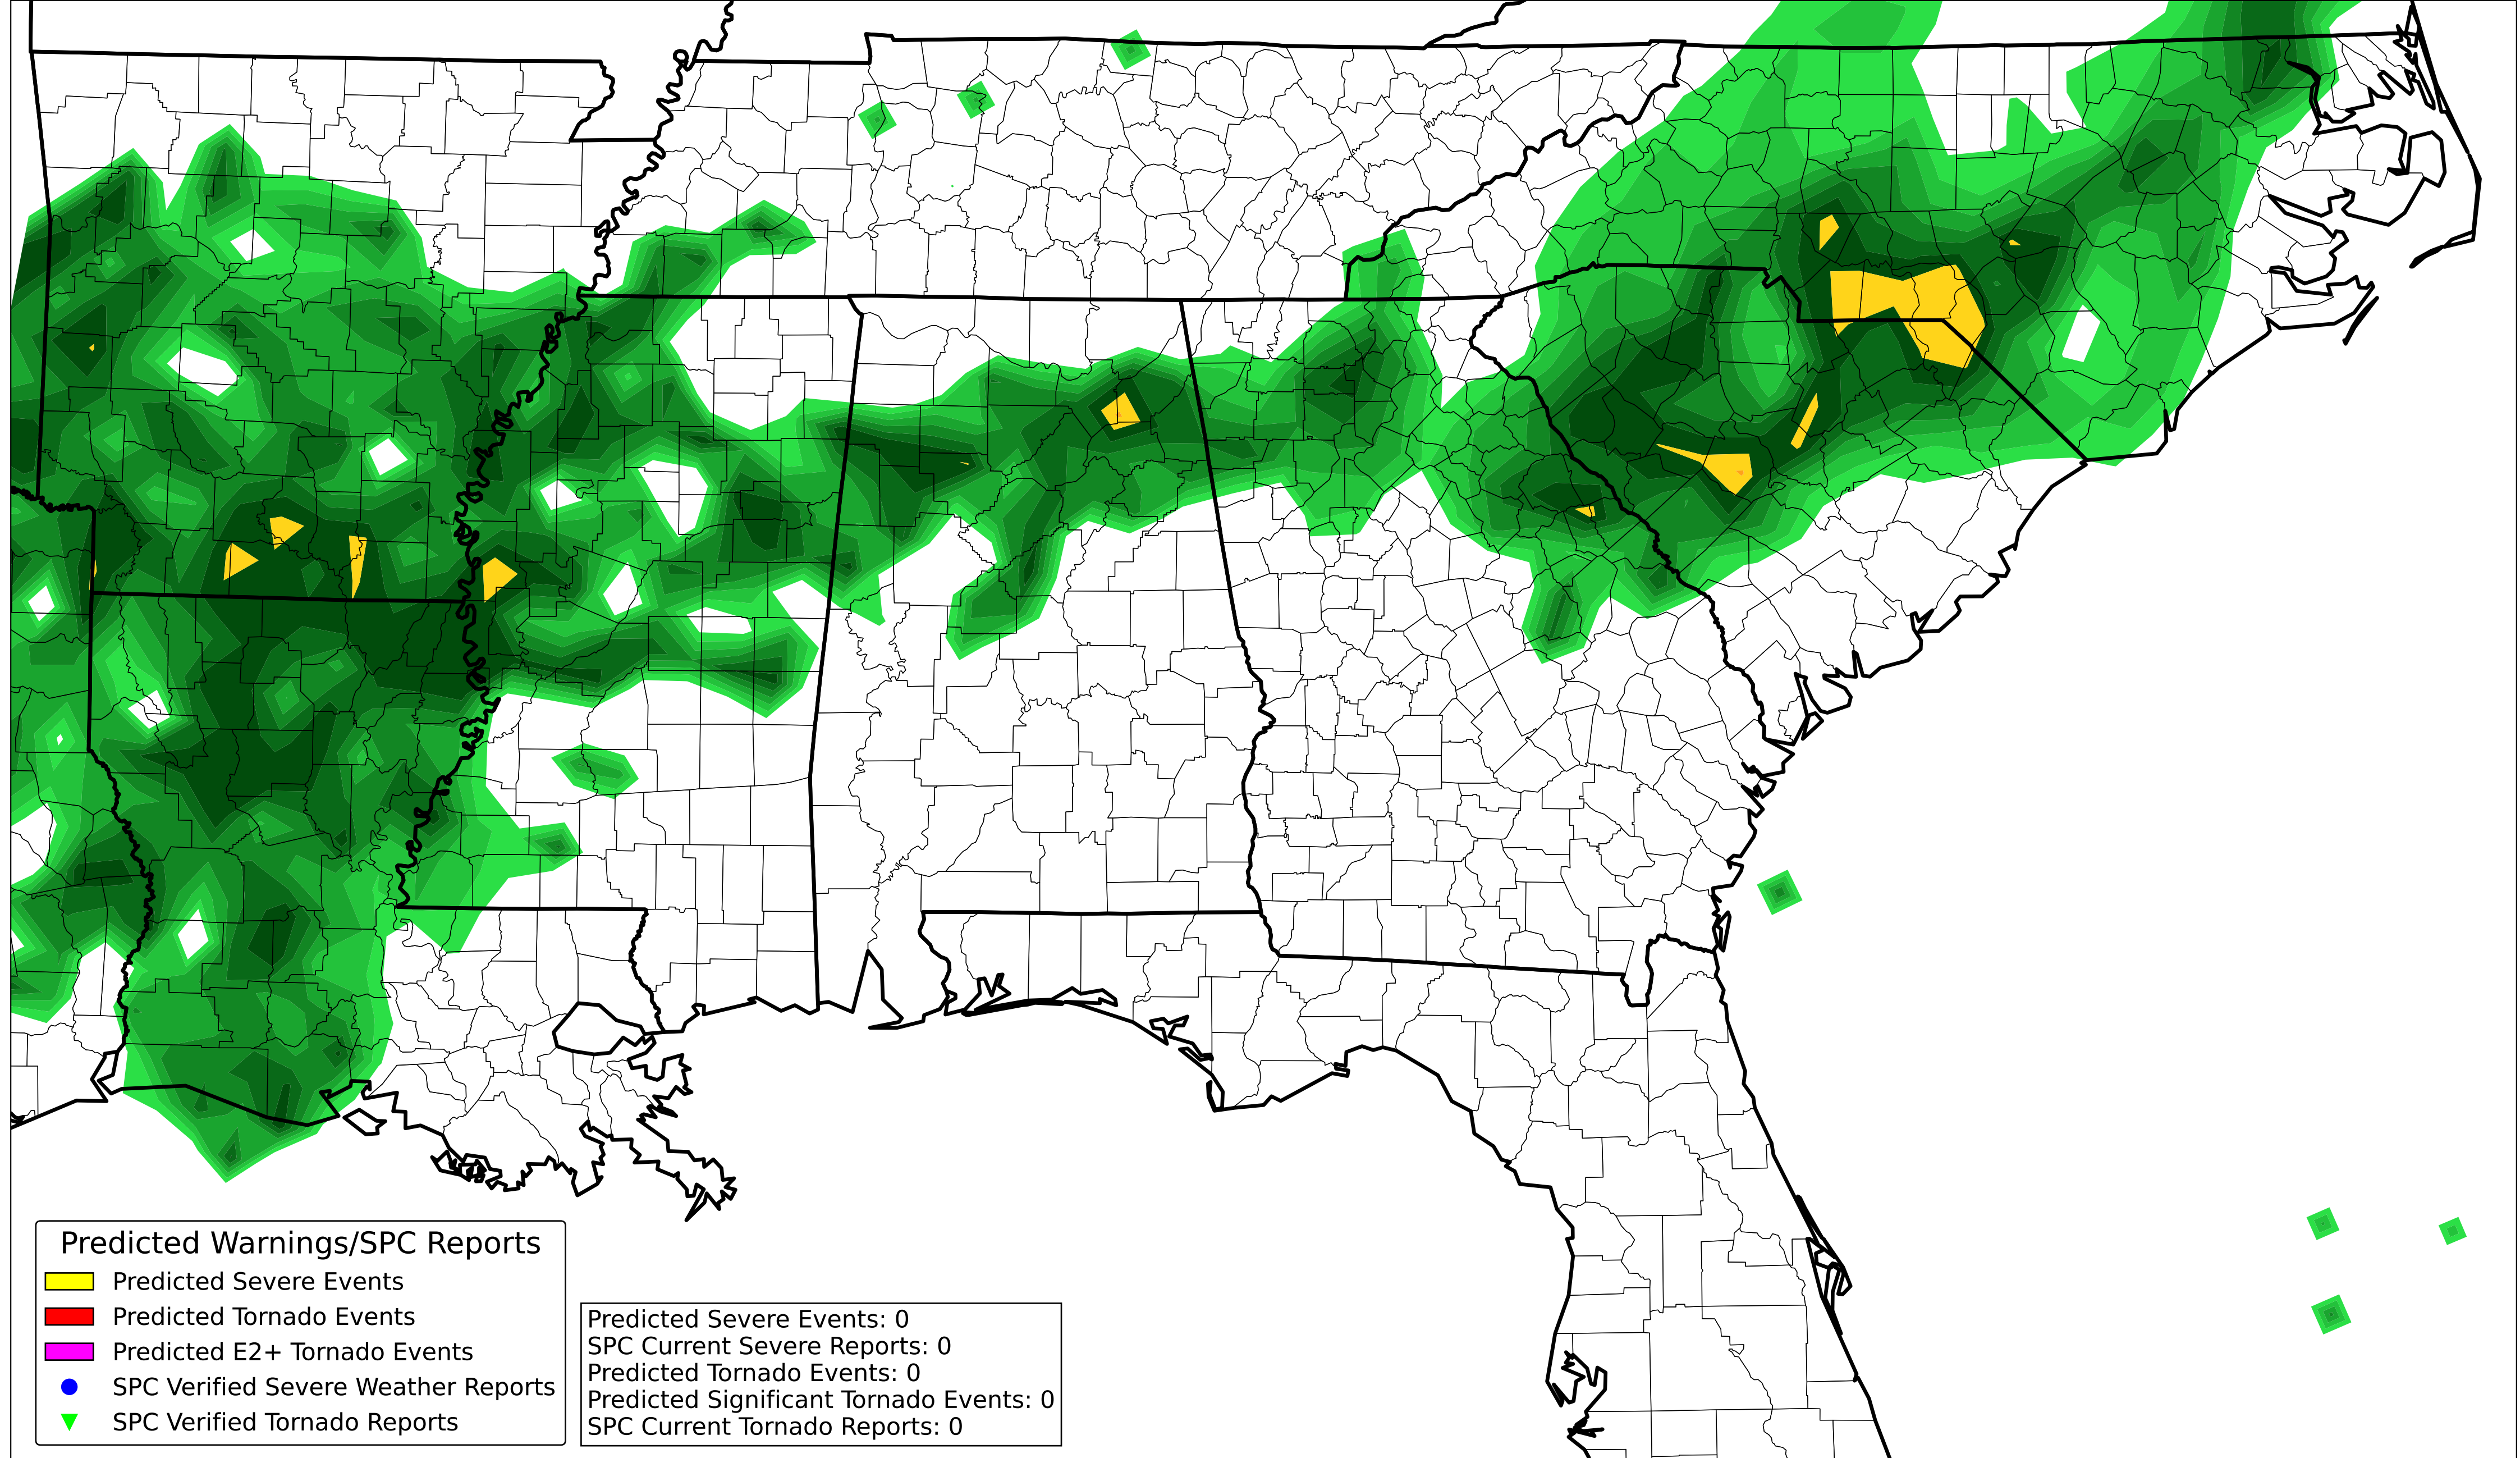 Predicted Warnings/SPC Reports
Predicted Severe Events
Predicted Tornado Events
Predicted E2+ Tornado Events
SPC Verified Severe Weather Reports
SPC Verified Tornado Reports
Predicted Severe Events: 0
SPC Current Severe Reports: 0
Predicted Tornado Events: 0
Predicted Significant Tornado Events: 0
SPC Current Tornado Reports: 0